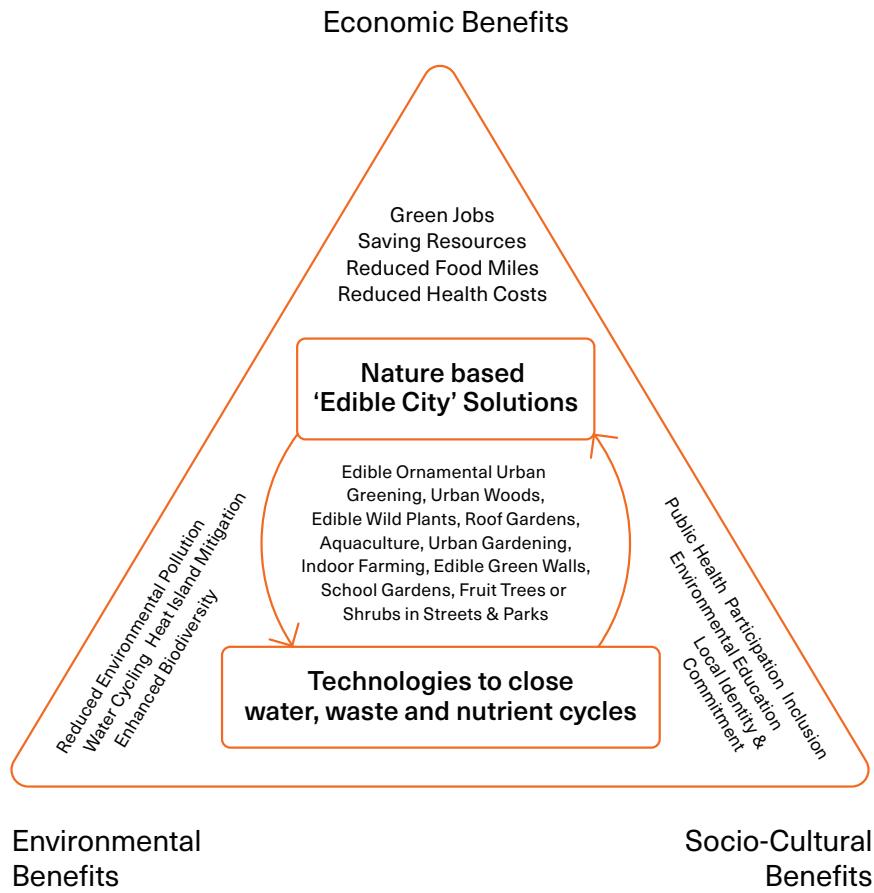 Economic Benefits
Green Jobs
Saving Resources
Reduced Food Miles
Reduced Health Costs
Nature based
‘Edible City’ Solutions
Edible Ornamental Urban
Greening, Urban Woods,
Edible Wild Plants, Roof Gardens,
Aquaculture, Urban Gardening,
Indoor Farming, Edible Green Walls,
School Gardens, Fruit Trees or
Shrubs in Streets & Parks
Technologies to close
water, waste and nutrient cycles
Reduced Environmental Pollution
Water Cycling Heat Island Mitigation
Enhanced Biodiversity
Public Health Participation Inclusion
Environmental Education
Local Identity &
Commitment
Environmental
Benefits
Socio-Cultural
Benefits